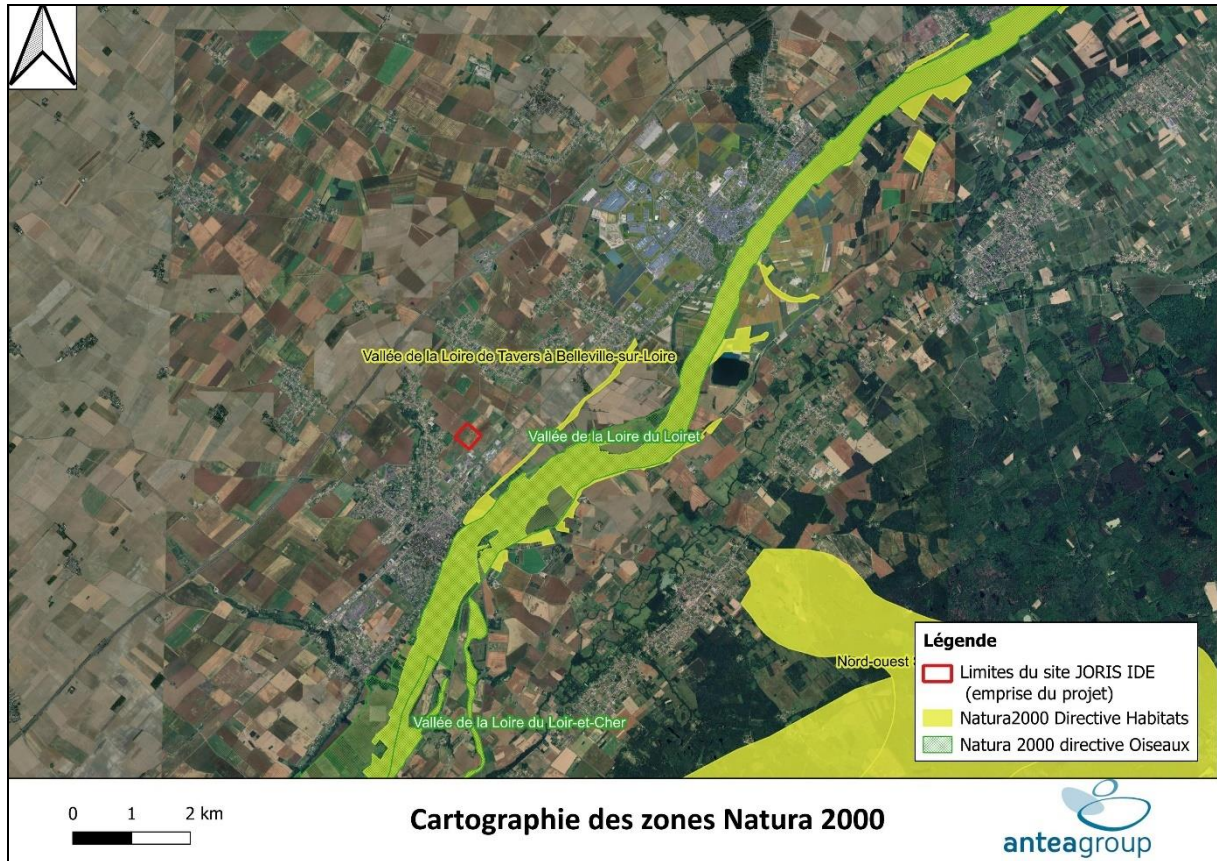 Vallée de la Loire de Tavers à Belleville-sur-Loire
Vallée de la Loire du Loiret
Nord-ouest
Vallée de la Loire du Loir-et-Cher
Légende
Limites du site JORIS IDE
(emprise du projet)
Natura2000 Directive Habitats
Natura 2000 directive Oiseaux
0 1 2 km
Cartographie des zones Natura 2000
anteagroup